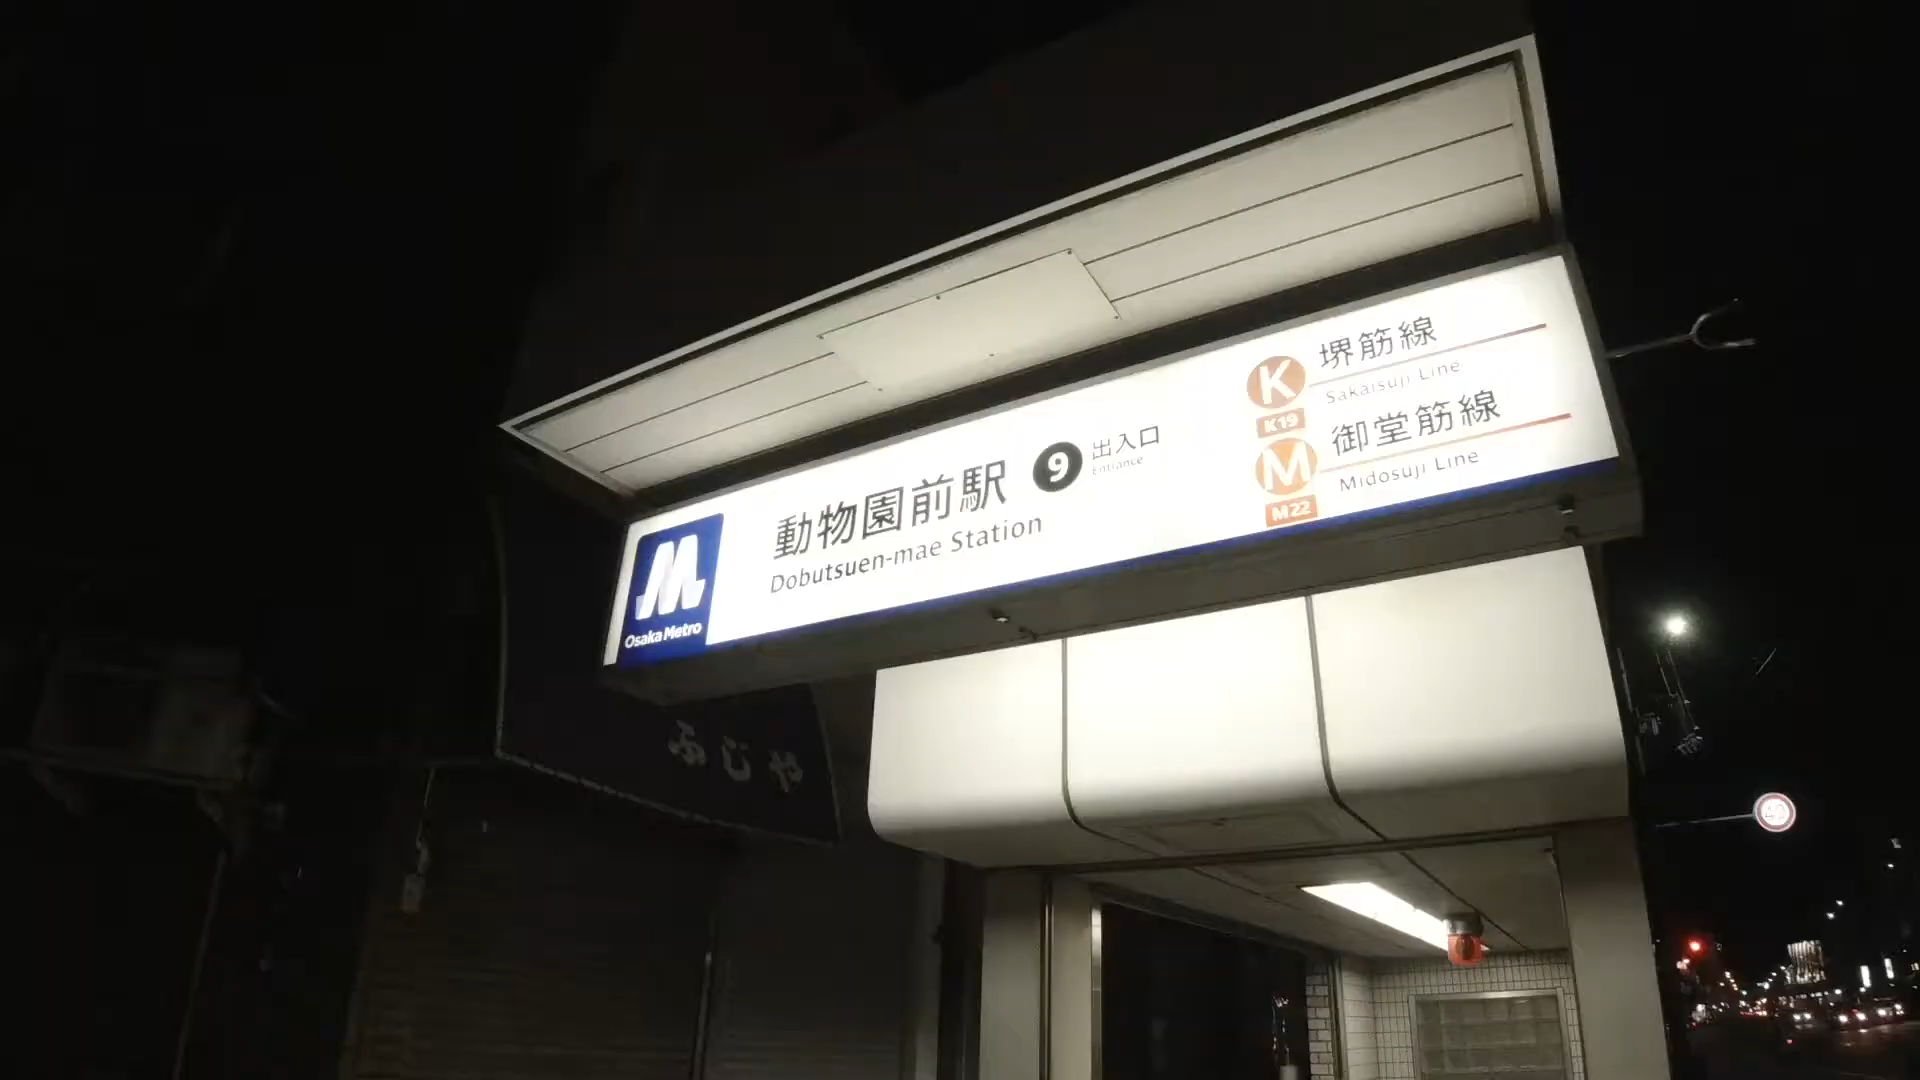 動物園前駅
Dobutsuen-mae Station
9
出入口
Entrance
K
K19
堺筋線
Sakaisuji Line
M
M22
御堂筋線
Midosuji Line
Osaka Metro
ふじや
40